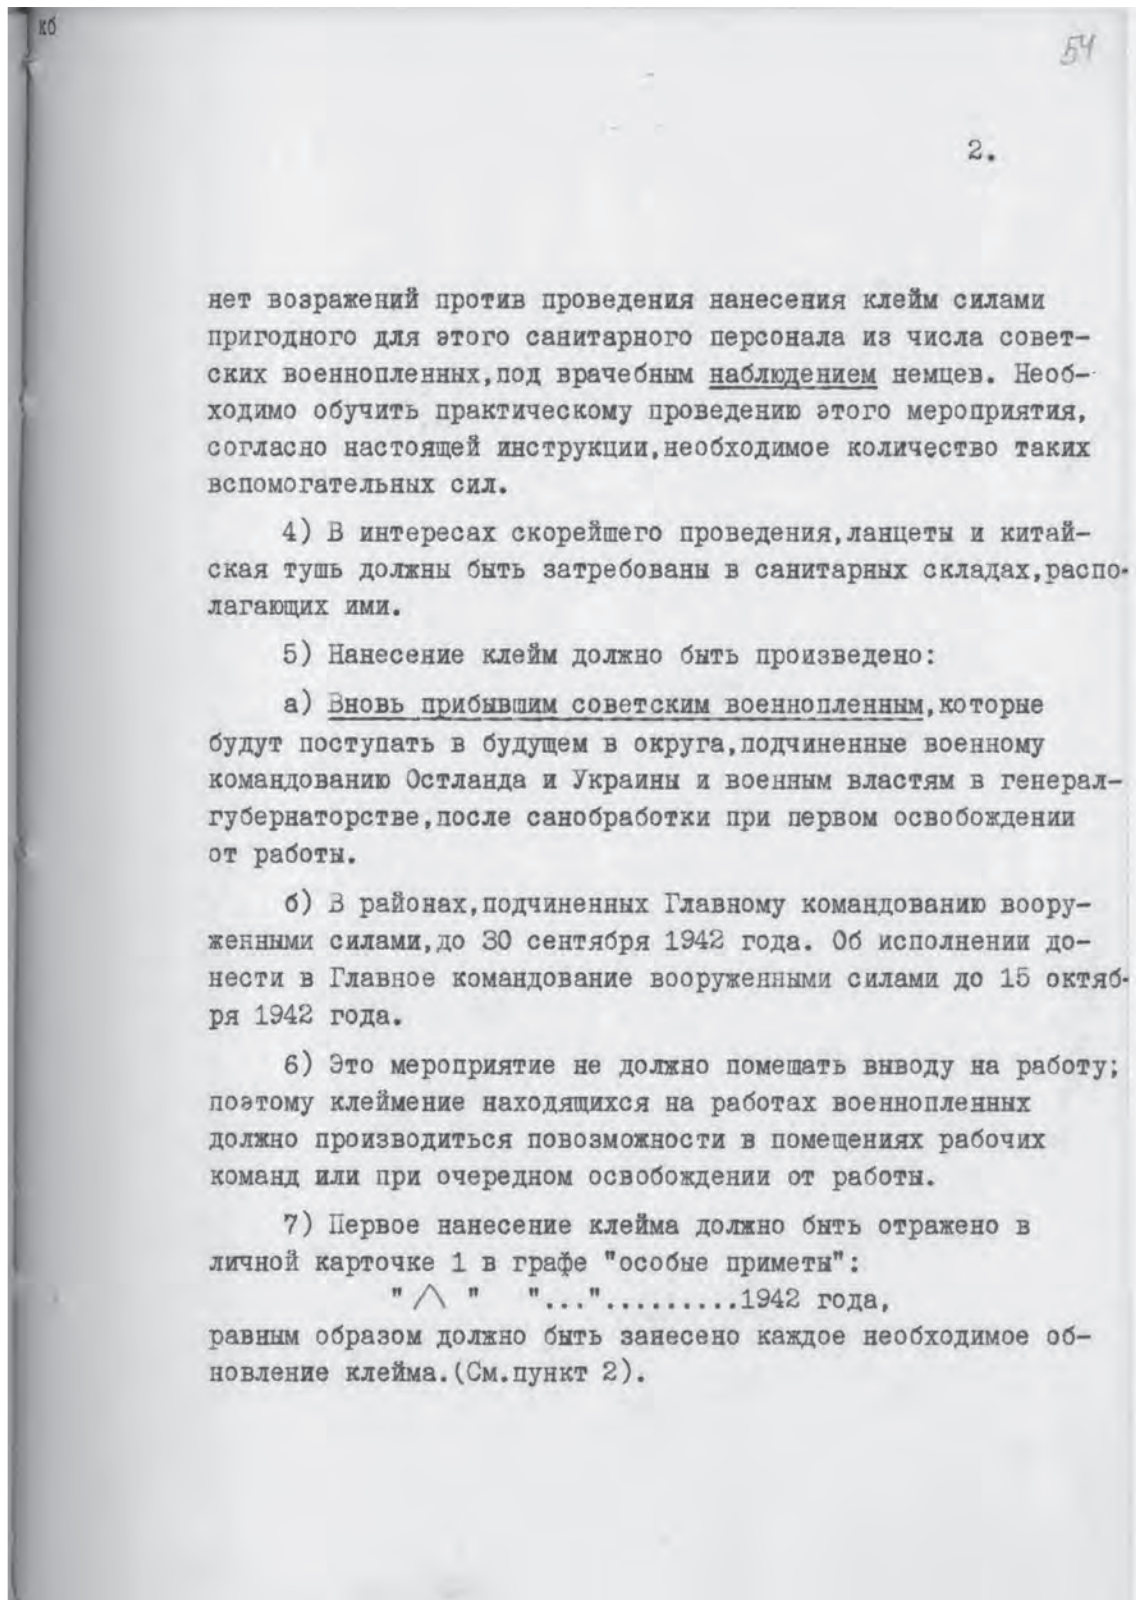 кб
54
2.
нет возражений против проведения нанесения клейм силами
пригодного для этого санитарного персонала из числа совет-
ских военнопленных,под врачебным наблюдением немцев. Необ-
ходимо обучить практическому проведению этого мероприятия,
согласно настоящей инструкции,необходимое количество таких
вспомогательных сил.
4) В интересах скорейшего проведения,ланцеты и китай-
ская тушь должны быть затребованы в санитарных складах,распо-
лагающих ими.
5) Нанесение клейм должно быть произведено:
а) Вновь прибывшим советским военнопленным,которые
будут поступать в будущем в округа,подчиненные военному
командованию Остланда и Украины и военным властям в генерал-
губернаторстве,после санобработки при первом освобождении
от работы.
б) В районах,подчиненных Главному командованию воору-
женными силами,до 30 сентября 1942 года. Об исполнении до-
нести в Главное командование вооруженными силами до 15 октяб-
ря 1942 года.
6) Это мероприятие не должно помешать выводу на работу;
поэтому клеймение находящихся на работах военнопленных
должно производиться повозможности в помещениях рабочих
команд или при очередном освобождении от работы.
7) Первое нанесение клейма должно быть отражено в
личной карточке 1 в графе "особые приметы":
" /\ " "...".........1942 года,
равным образом должно быть занесено каждое необходимое об-
новление клейма.(См.пункт 2).